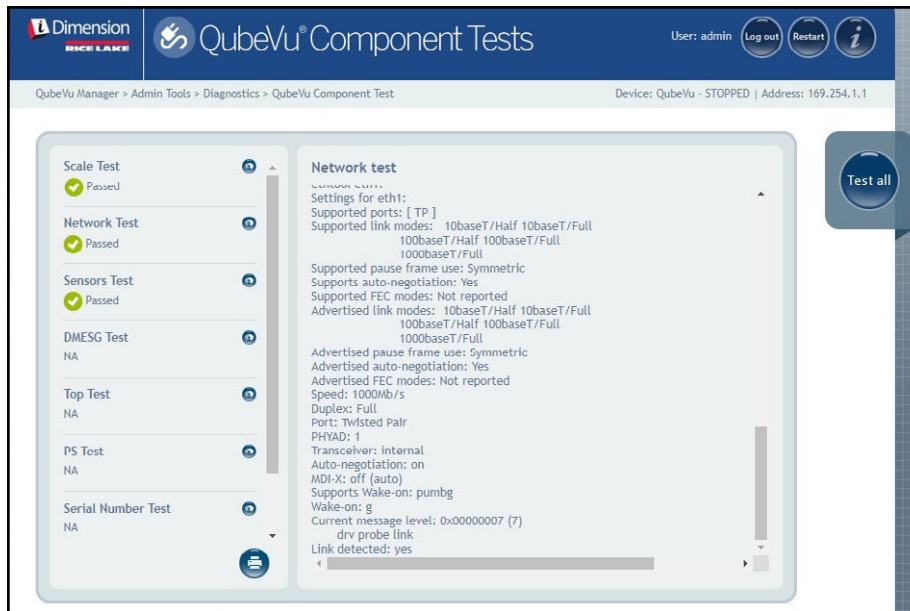 iDimension
RICE LAKE
QubeVu® Component Tests
User: admin
Log out
Restart
i
QubeVu Manager > Admin Tools > Diagnostics > QubeVu Component Test
Device: QubeVu - STOPPED | Address: 169.254.1.1
Scale Test
Passed
Network Test
Passed
Sensors Test
Passed
DMESG Test
NA
Top Test
NA
PS Test
NA
Serial Number Test
NA
Network test
ethtool eth1:
Settings for eth1:
Supported ports: [ TP ]
Supported link modes: 10baseT/Half 10baseT/Full
100baseT/Half 100baseT/Full
1000baseT/Full
Supported pause frame use: Symmetric
Supports auto-negotiation: Yes
Supported FEC modes: Not reported
Advertised link modes: 10baseT/Half 10baseT/Full
100baseT/Half 100baseT/Full
1000baseT/Full
Advertised pause frame use: Symmetric
Advertised auto-negotiation: Yes
Advertised FEC modes: Not reported
Speed: 1000Mb/s
Duplex: Full
Port: Twisted Pair
PHYAD: 1
Transceiver: internal
Auto-negotiation: on
MDI-X: off (auto)
Supports Wake-on: pumbg
Wake-on: g
Current message level: 0x00000007 (7)
drv probe link
Link detected: yes
Test all